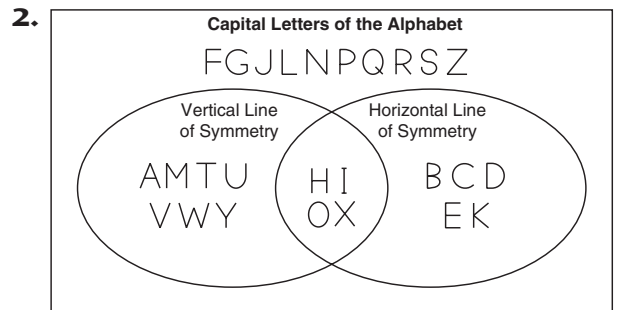 2.
Capital Letters of the Alphabet
FGJLNPQRSZ
Vertical Line
of Symmetry
Horizontal Line
of Symmetry
AMTU
VWY
HI
OX
BCD
EK